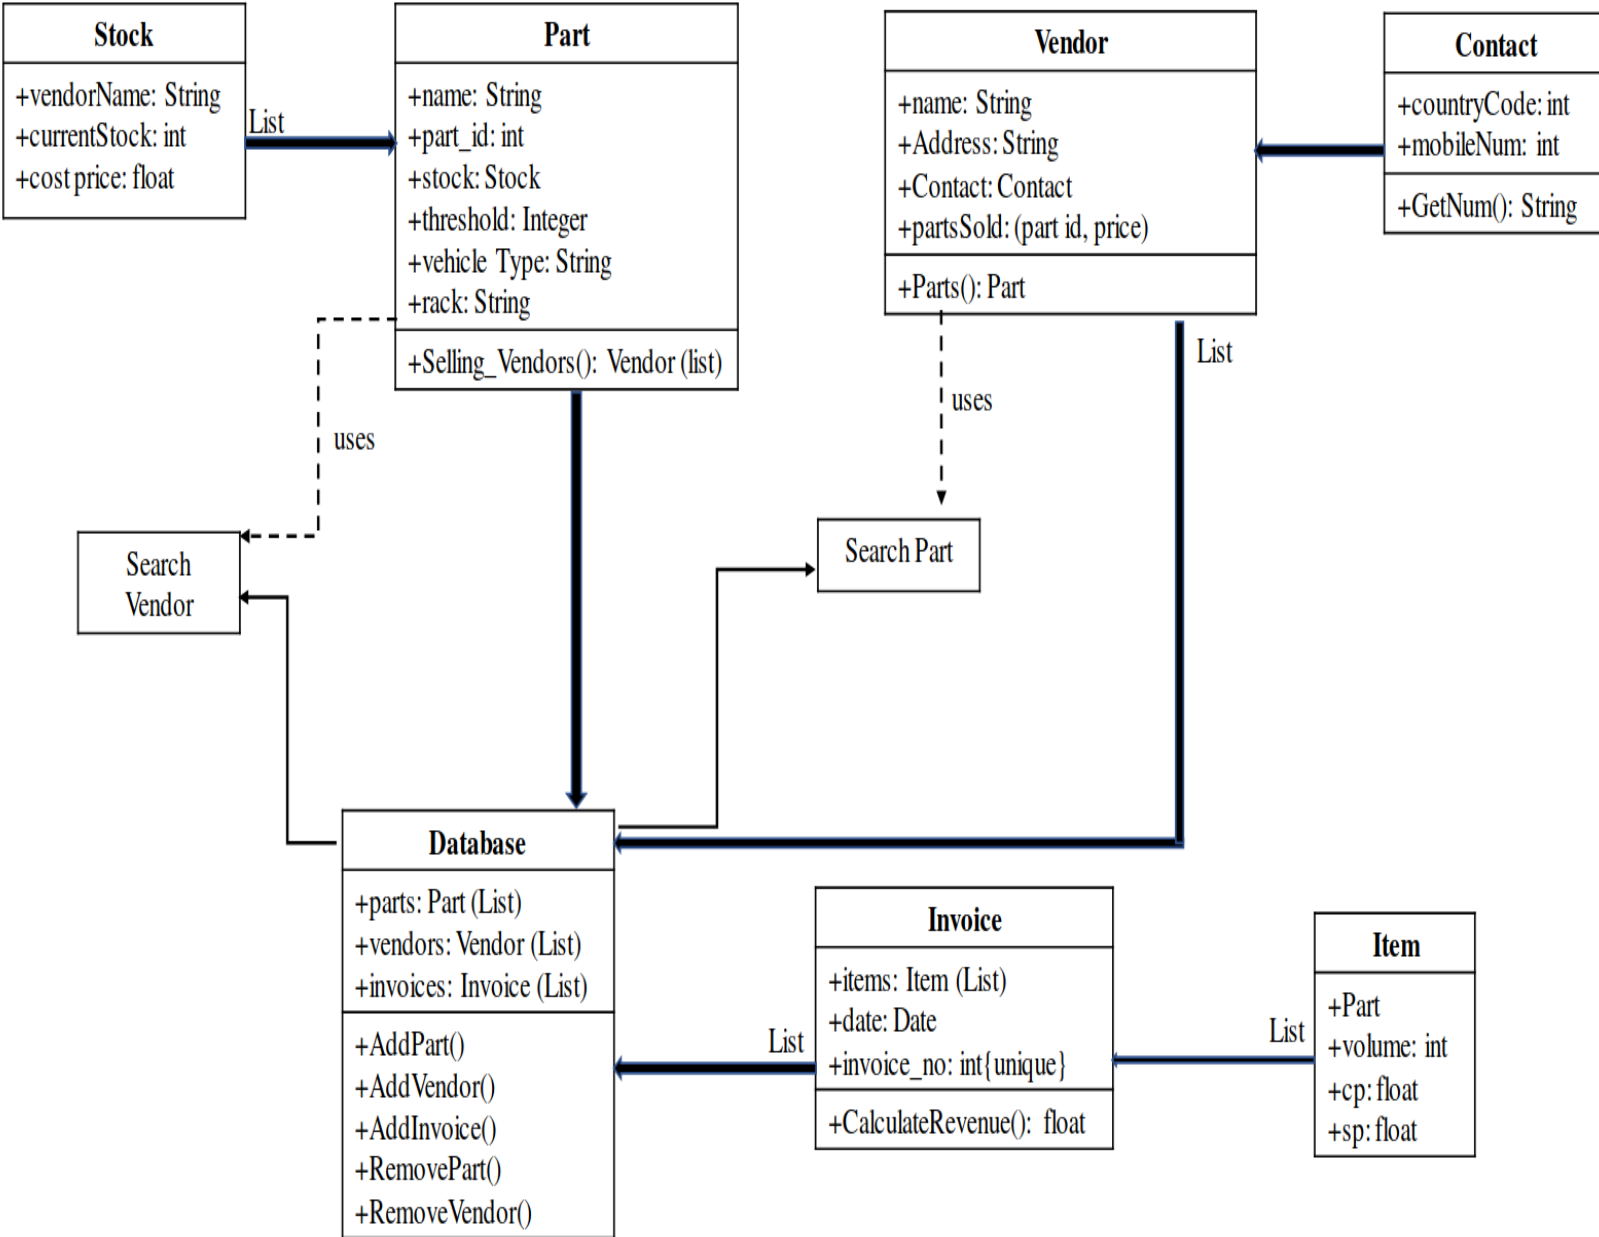 Stock
+vendorName: String
+currentStock: int
+cost price: float
List
Part
+name: String
+part_id: int
+stock: Stock
+threshold: Integer
+vehicle Type: String
+rack: String
+Selling_Vendors(): Vendor (list)
Vendor
+name: String
+Address: String
+Contact: Contact
+partsSold: (part id, price)
+Parts(): Part
Contact
+countryCode: int
+mobileNum: int
+GetNum(): String
List
uses
uses
Search
Vendor
Search Part
Database
+parts: Part (List)
+vendors: Vendor (List)
+invoices: Invoice (List)
+AddPart()
+AddVendor()
+AddInvoice()
+RemovePart()
+RemoveVendor()
List
Invoice
+items: Item (List)
+date: Date
+invoice_no: int{unique}
+CalculateRevenue(): float
List
Item
+Part
+volume: int
+cp: float
+sp: float